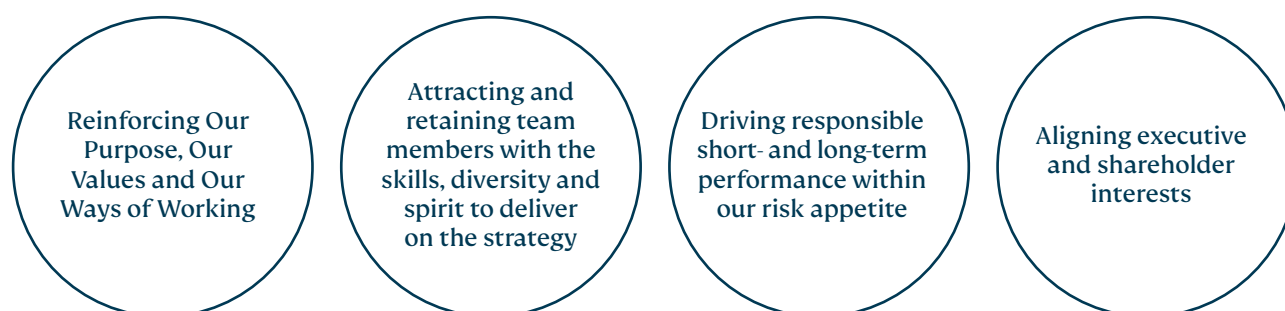 Reinforcing Our
Purpose, Our
Values and Our
Ways of Working
Attracting and
retaining team
members with the
skills, diversity and
spirit to deliver
on the strategy
Driving responsible
short- and long-term
performance within
our risk appetite
Aligning executive
and shareholder
interests